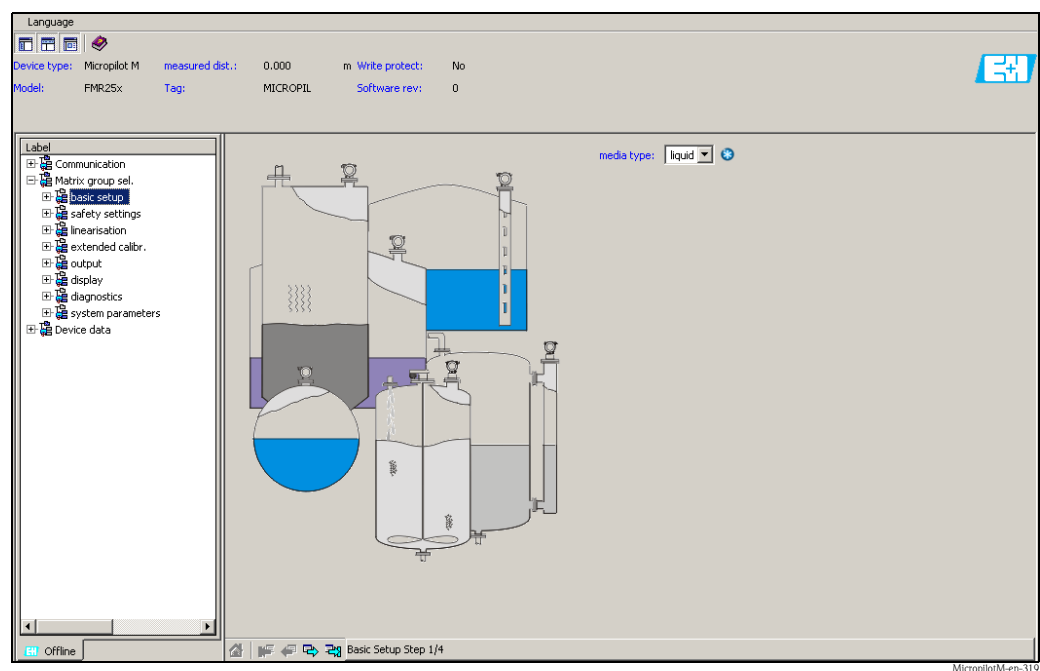 Language
Device type: Micropilot M measured dist.: 0.000 m Write protect: No
Model: FMR25x Tag: MICROPIL Software rev: 0
E+H
Label
Communication
Matrix group sel.
basic setup
safety settings
linearisation
extended calibr.
output
display
diagnostics
system parameters
Device data
media type: liquid
Offline
Basic Setup Step 1/4
MicropilotM-en-319